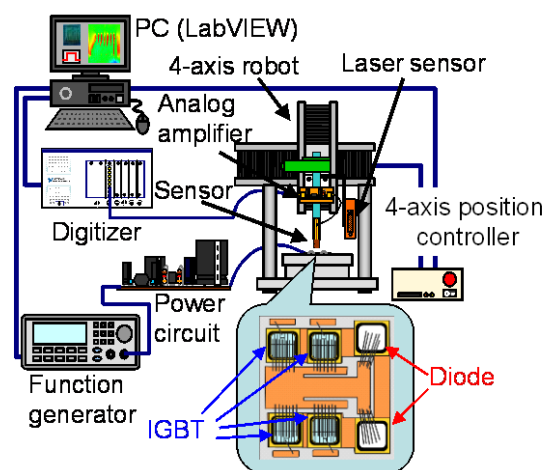 PC (LabVIEW)
4-axis robot
Laser sensor
Analog
amplifier
Sensor
Digitizer
4-axis position
controller
Power
circuit
Function
generator
IGBT
Diode